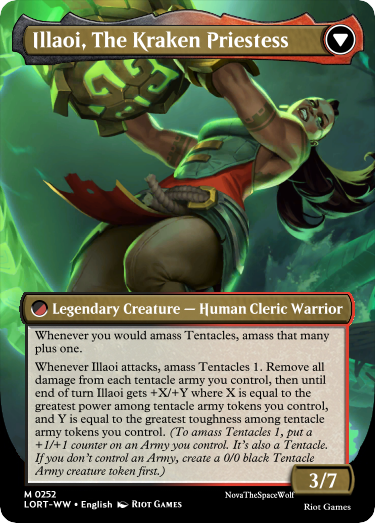 Illaoi, The Kraken Priestess
Legendary Creature — Human Cleric Warrior
Whenever you would amass Tentacles, amass that many
plus one.
Whenever Illaoi attacks, amass Tentacles 1. Remove all
damage from each tentacle army you control, then until
end of turn Illaoi gets +X/+Y where X is equal to the
greatest power among tentacle army tokens you control,
and Y is equal to the greatest toughness among tentacle
army tokens you control. (To amass Tentacles 1, put a
+1/+1 counter on an Army you control. It's also a Tentacle.
If you don't control an Army, create a 0/0 black Tentacle
Army creature token first.)
3/7
M 0252
LORT-WW • English Riot Games
NovaTheSpaceWolf
Riot Games